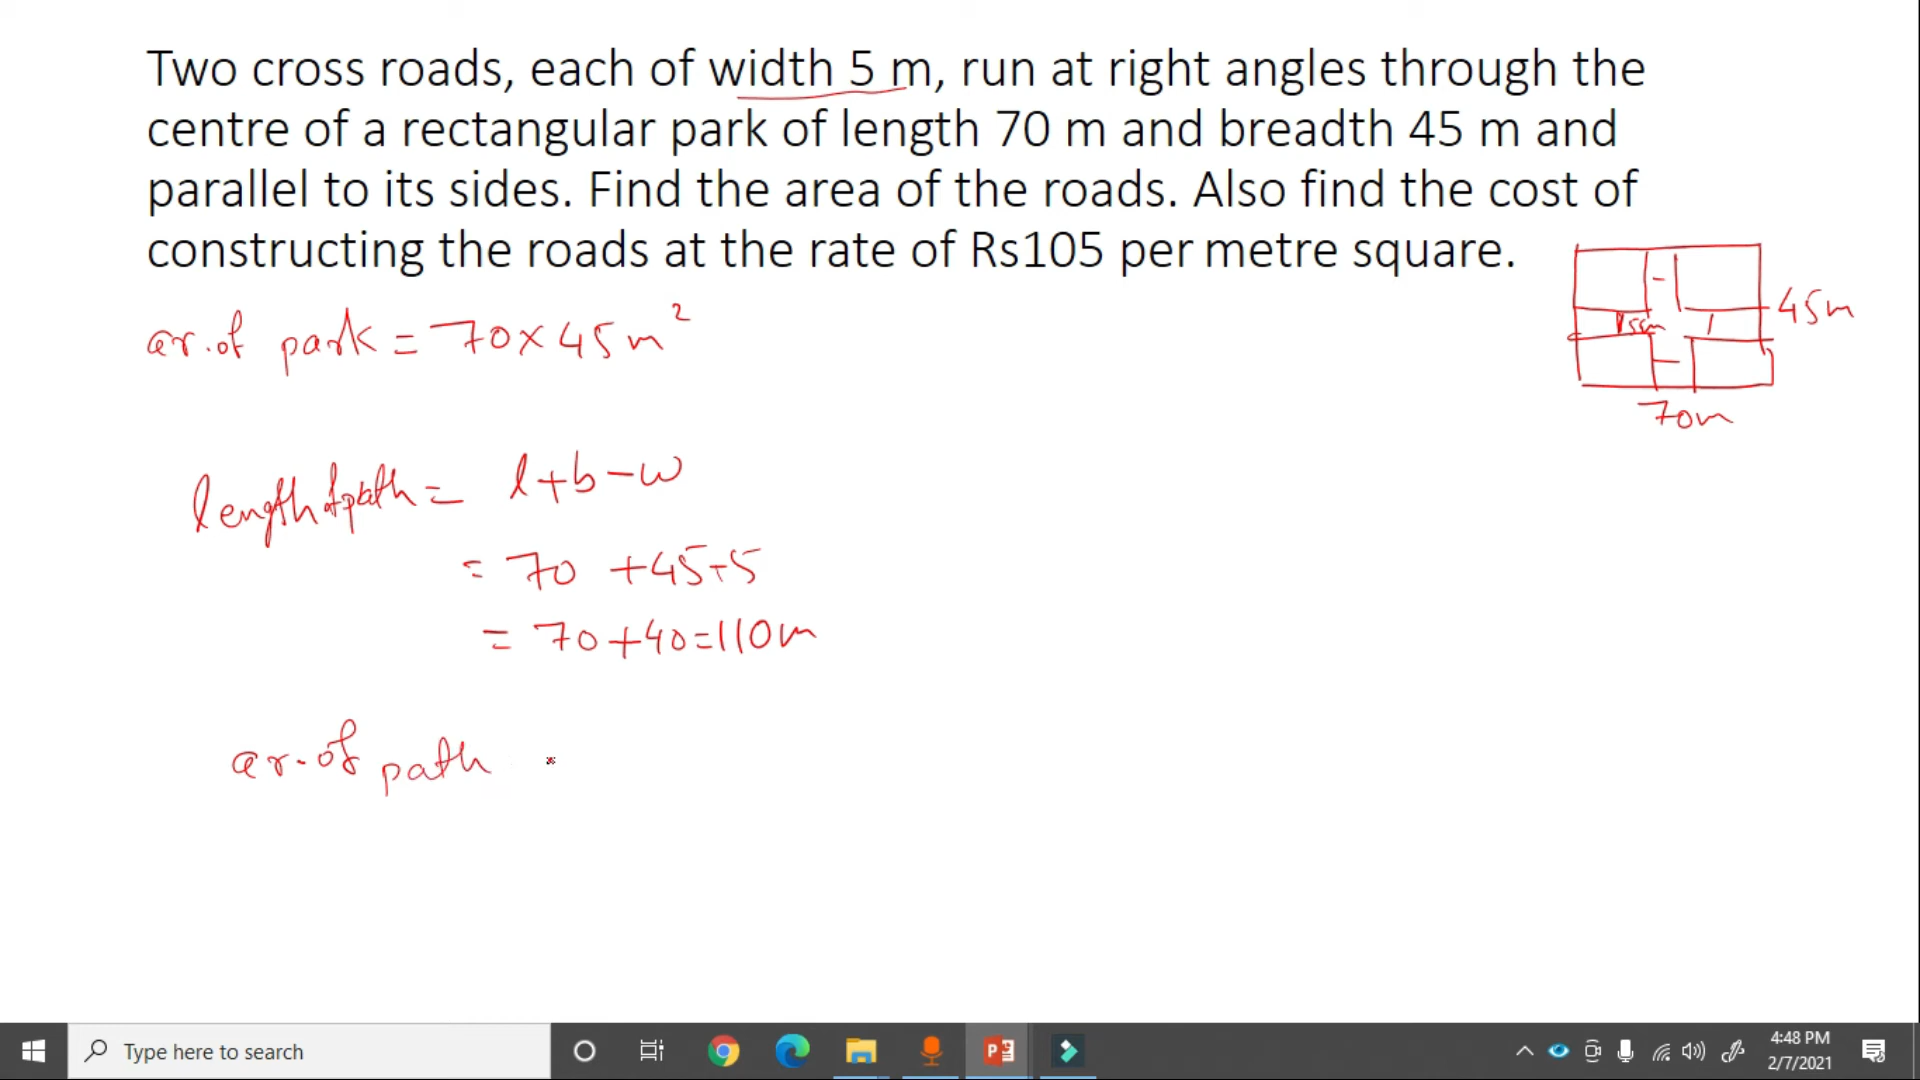 Two cross roads, each of width 5 m, run at right angles through the
centre of a rectangular park of length 70 m and breadth 45 m and
parallel to its sides. Find the area of the roads. Also find the cost of
constructing the roads at the rate of Rs105 per metre square.
ar.of park = 70×45m²
45m
70m
length of path = l+b-w
= 70 +45-5
= 70+40=110m
ar.of path
Type here to search
4:48 PM
2/7/2021